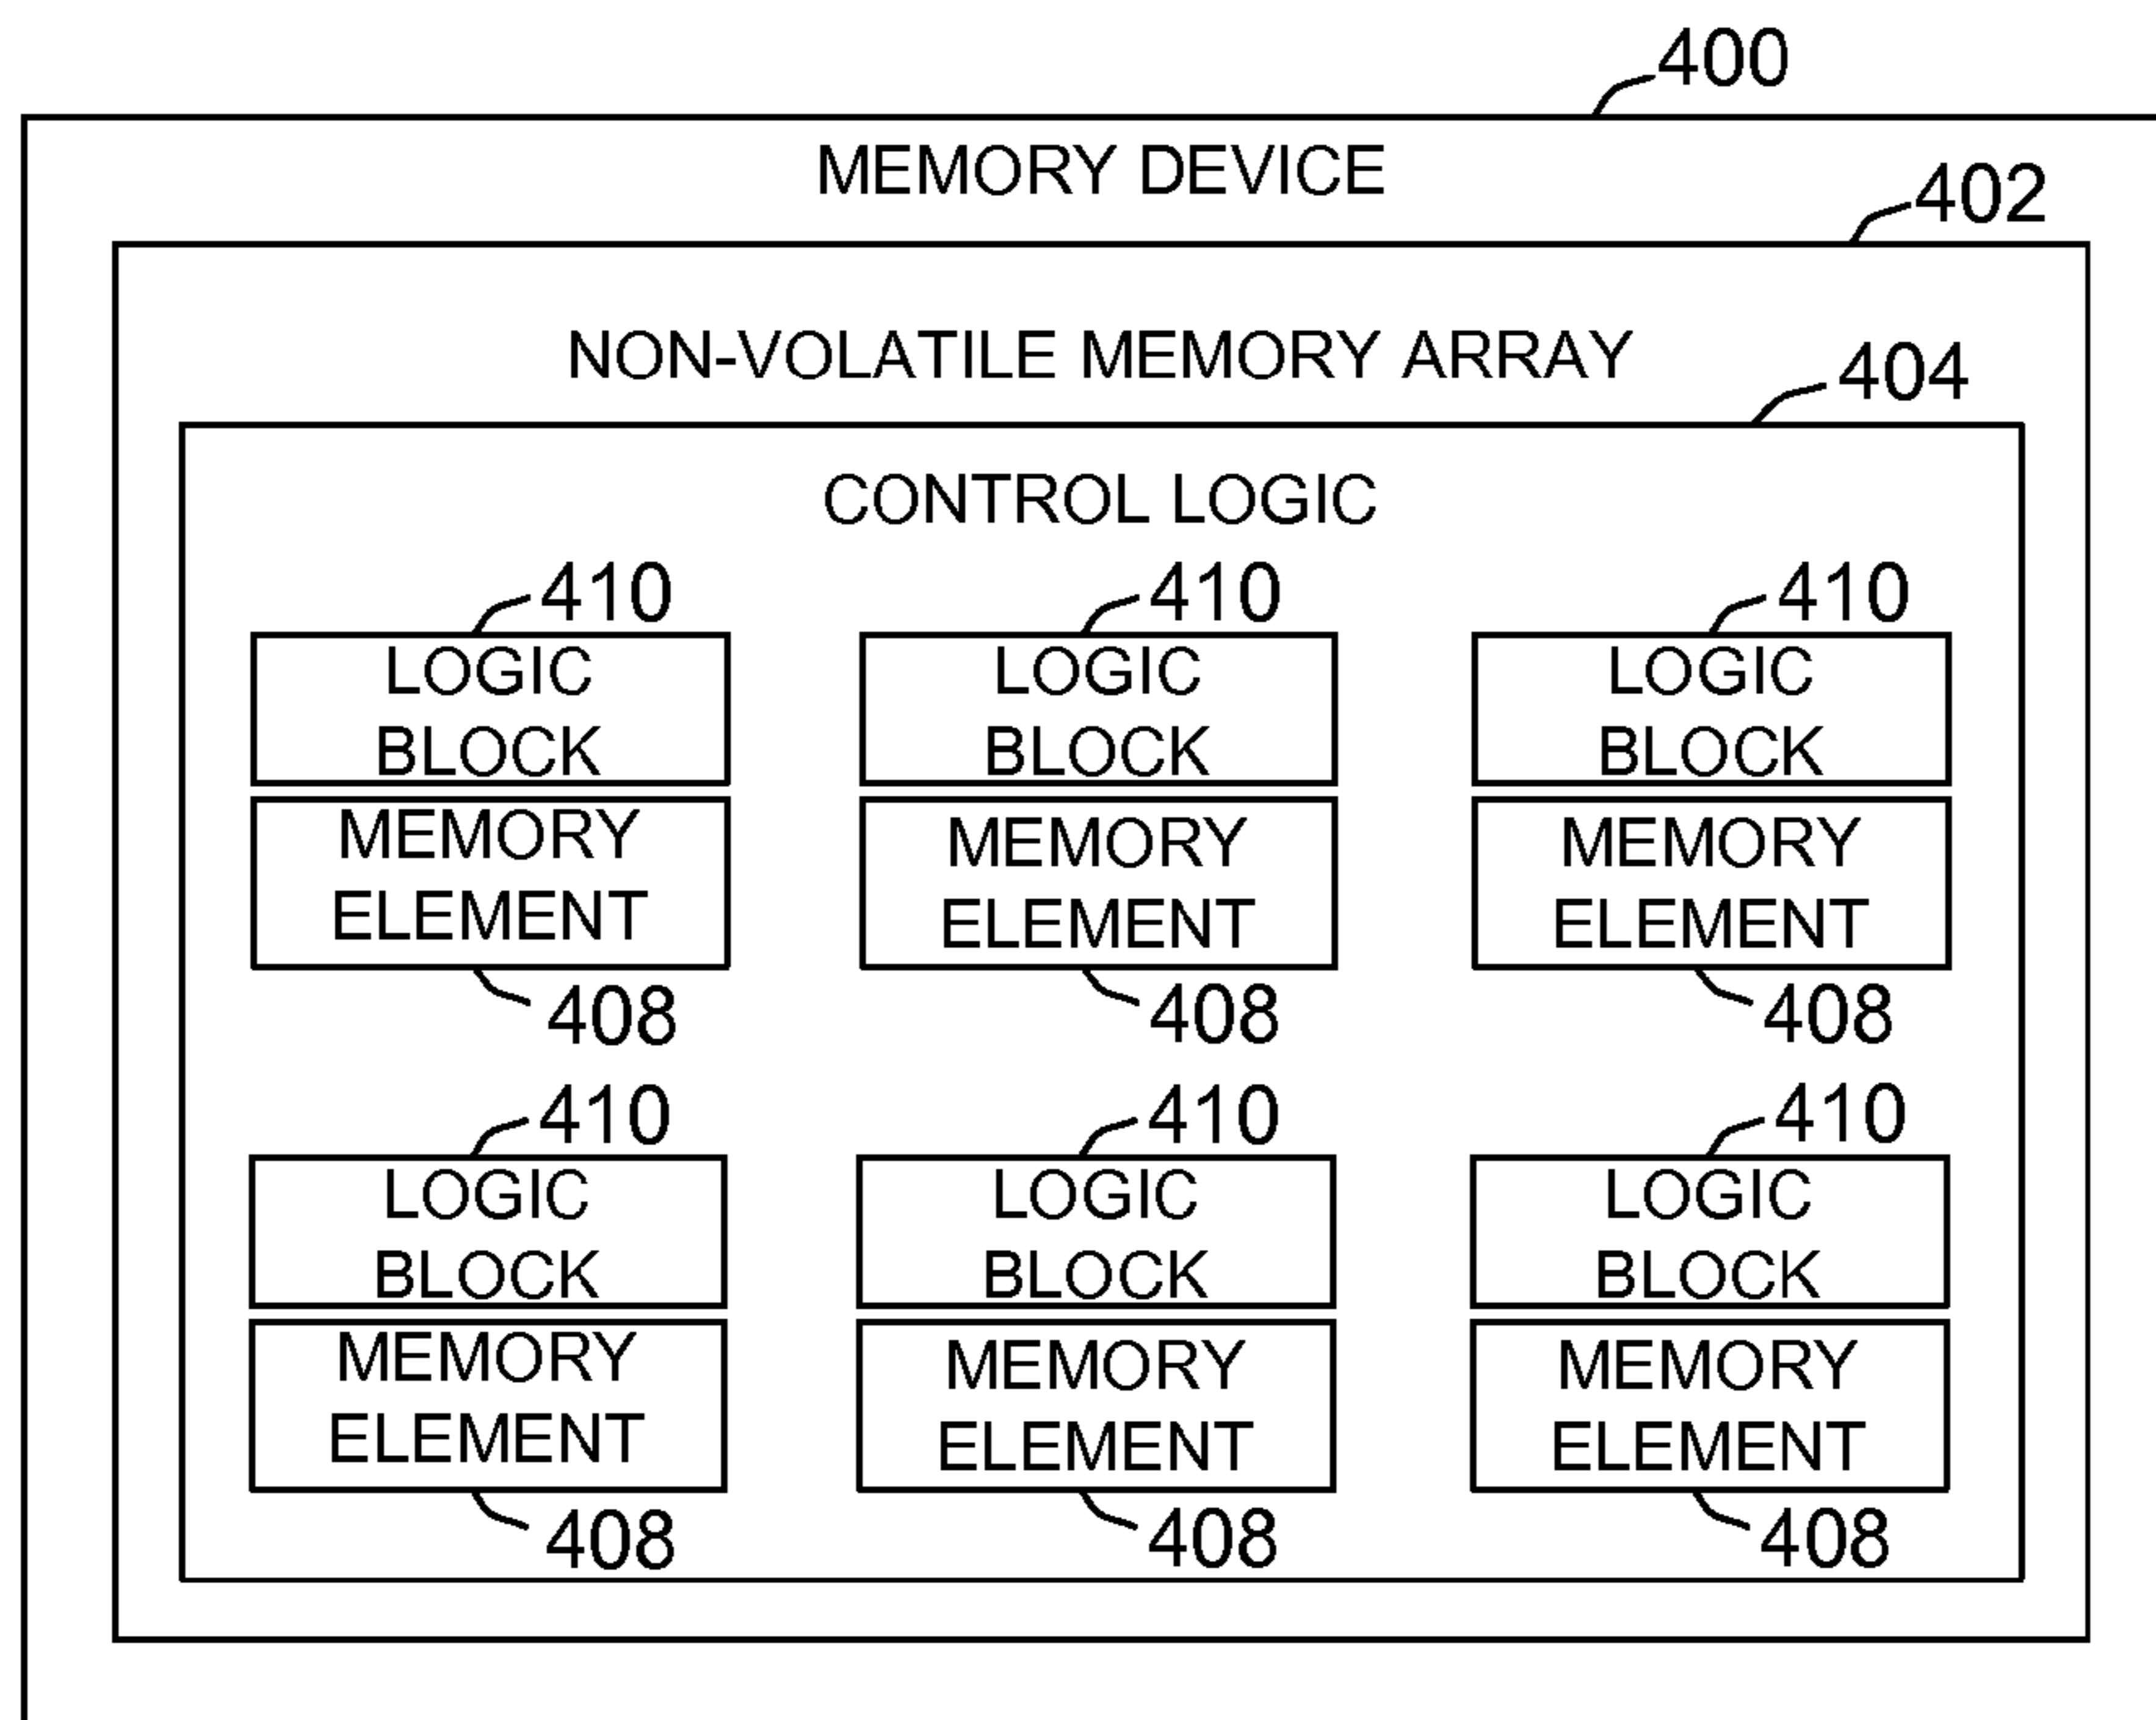 400
MEMORY DEVICE
402
NON-VOLATILE MEMORY ARRAY
404
CONTROL LOGIC
410 410 410
LOGIC LOGIC LOGIC
BLOCK BLOCK BLOCK
MEMORY MEMORY MEMORY
ELEMENT ELEMENT ELEMENT
408 408 408
410 410 410
LOGIC LOGIC LOGIC
BLOCK BLOCK BLOCK
MEMORY MEMORY MEMORY
ELEMENT ELEMENT ELEMENT
408 408 408